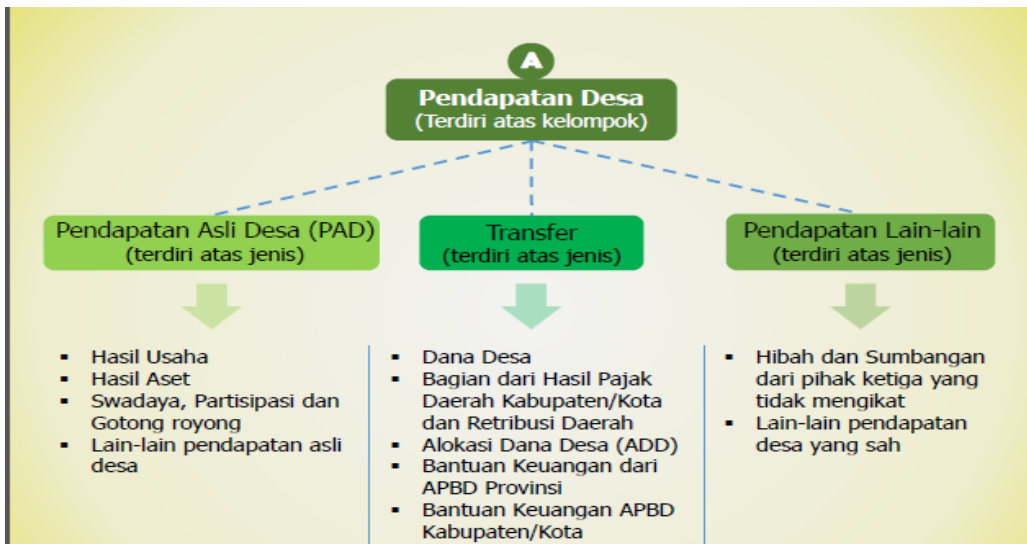 A
Pendapatan Desa
(Terdiri atas kelompok)
Pendapatan Asli Desa (PAD)
(terdiri atas jenis)
Transfer
(terdiri atas jenis)
Pendapatan Lain-lain
(terdiri atas jenis)
▪ Hasil Usaha
▪ Hasil Aset
▪ Swadaya, Partisipasi dan
Gotong royong
▪ Lain-lain pendapatan asli
desa
▪ Dana Desa
▪ Bagian dari Hasil Pajak
Daerah Kabupaten/Kota
dan Retribusi Daerah
▪ Alokasi Dana Desa (ADD)
▪ Bantuan Keuangan dari
APBD Provinsi
▪ Bantuan Keuangan APBD
Kabupaten/Kota
▪ Hibah dan Sumbangan
dari pihak ketiga yang
tidak mengikat
▪ Lain-lain pendapatan
desa yang sah